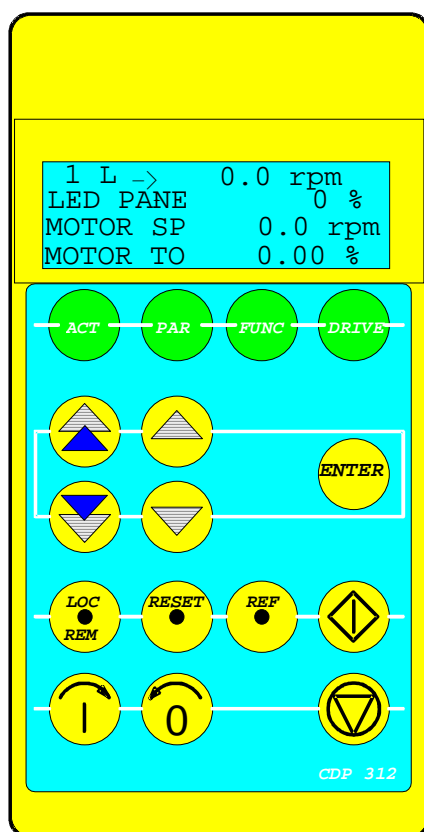 1 L -> 0.0 rpm
LED PANE 0 %
MOTOR SP 0.0 rpm
MOTOR TO 0.00 %
ACT PAR FUNC DRIVE
ENTER
LOC RESET REF
REM
I 0
CDP 312